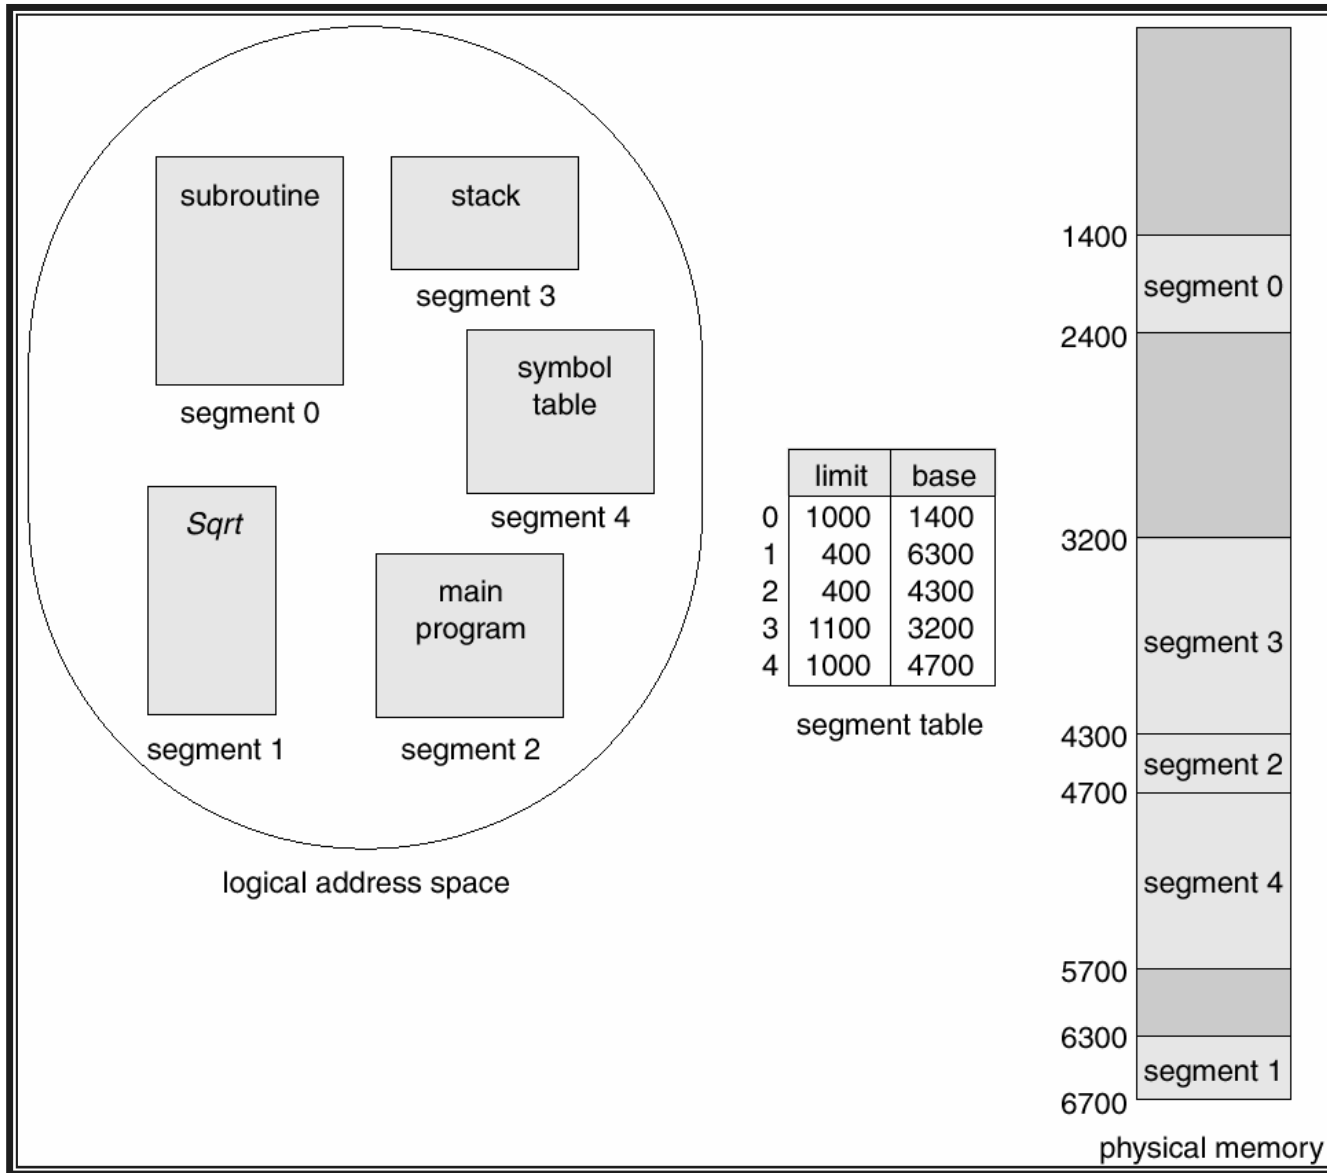 subroutine
segment 0
stack
segment 3
symbol
table
segment 4
Sqrt
segment 1
main
program
segment 2
logical address space
limit base
0 1000 1400
1 400 6300
2 400 4300
3 1100 3200
4 1000 4700
segment table
1400
segment 0
2400
3200
segment 3
4300
segment 2
4700
segment 4
5700
6300
segment 1
6700
physical memory